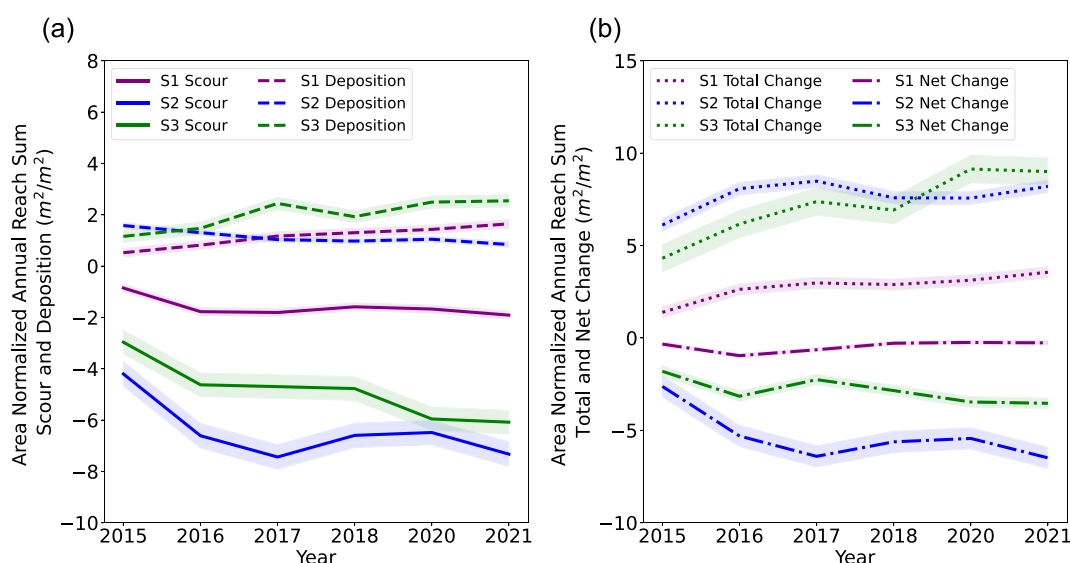 (a)
8
6
4
2
0
−2
−4
−6
−8
−10
2015
2016
2017
2018
2020
2021
Year
Area Normalized Annual Reach Sum
Scour and Deposition (m²/m²)
S1 Scour
S2 Scour
S3 Scour
S1 Deposition
S2 Deposition
S3 Deposition
(b)
15
10
5
0
−5
−10
2015
2016
2017
2018
2020
2021
Year
Area Normalized Annual Reach Sum
Total and Net Change (m²/m²)
S1 Total Change
S2 Total Change
S3 Total Change
S1 Net Change
S2 Net Change
S3 Net Change